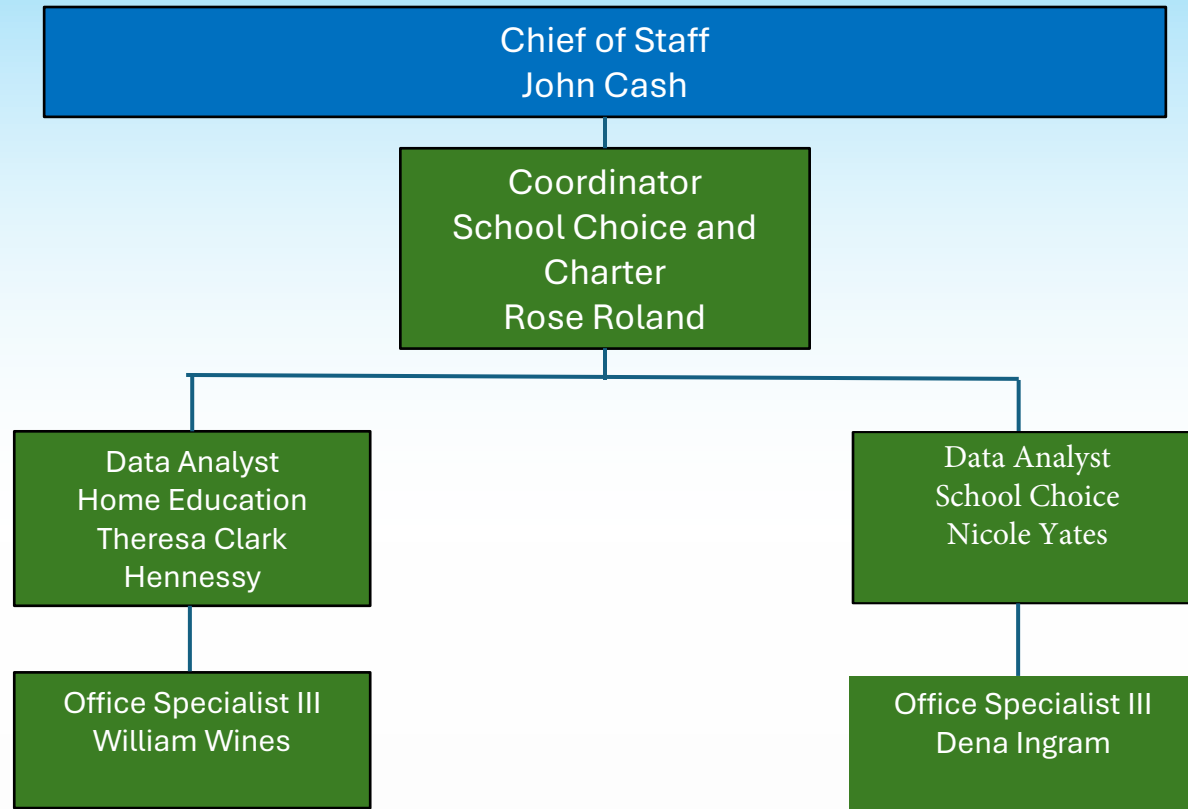 Chief of Staff
John Cash
Coordinator
School Choice and
Charter
Rose Roland
Data Analyst
Home Education
Theresa Clark
Hennessy
Data Analyst
School Choice
Nicole Yates
Office Specialist III
William Wines
Office Specialist III
Dena Ingram